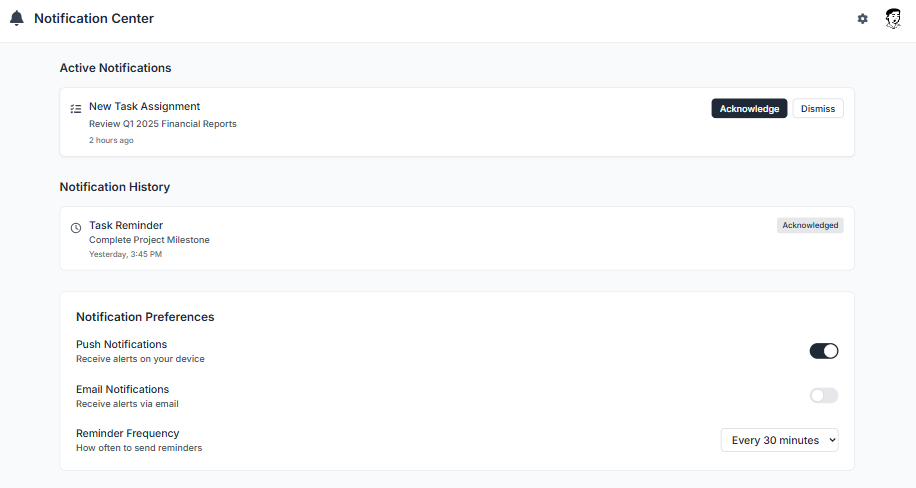 Notification Center
Active Notifications
New Task Assignment
Acknowledge
Dismiss
Review Q1 2025 Financial Reports
2 hours ago
Notification History
Task Reminder
Acknowledged
Complete Project Milestone
Yesterday, 3:45 PM
Notification Preferences
Push Notifications
Receive alerts on your device
Email Notifications
Receive alerts via email
Reminder Frequency
How often to send reminders
Every 30 minutes